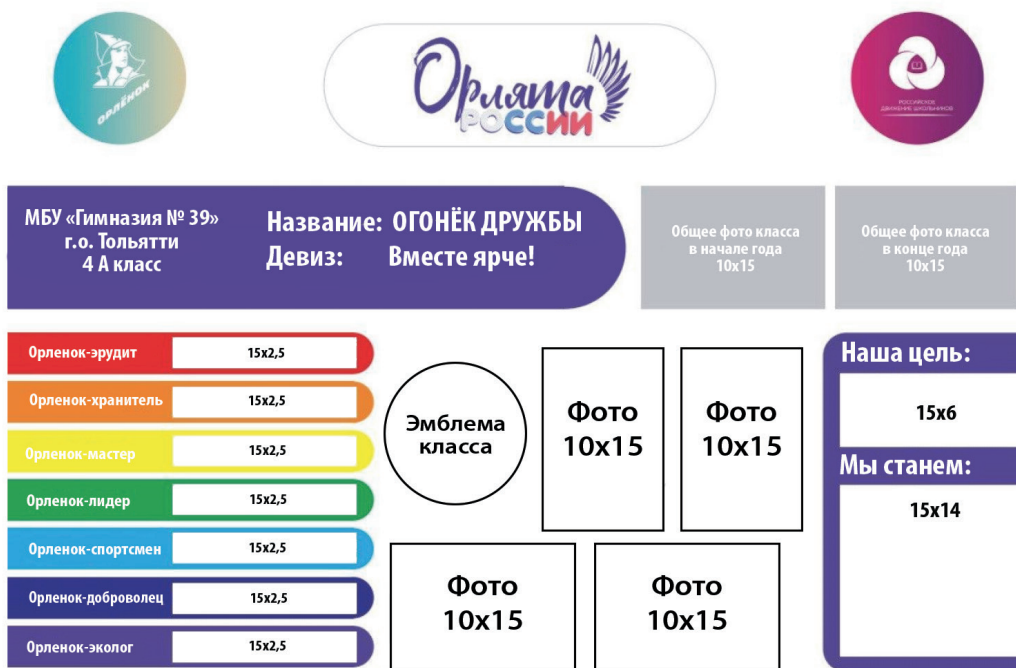 ОРЛЁНОК
Орлята
РОССИИ
РОССИЙСКОЕ
ДВИЖЕНИЕ ШКОЛЬНИКОВ
МБУ «Гимназия № 39»
г.о. Тольятти
4 А класс
Название: ОГОНЁК ДРУЖБЫ
Девиз: Вместе ярче!
Общее фото класса
в начале года
10х15
Общее фото класса
в конце года
10х15
Орленок-эрудит 15х2,5
Орленок-хранитель 15х2,5
Орленок-мастер 15х2,5
Орленок-лидер 15х2,5
Орленок-спортсмен 15х2,5
Орленок-доброволец 15х2,5
Орленок-эколог 15х2,5
Эмблема
класса
Фото
10х15
Фото
10х15
Фото
10х15
Фото
10х15
Наша цель:
15х6
Мы станем:
15х14